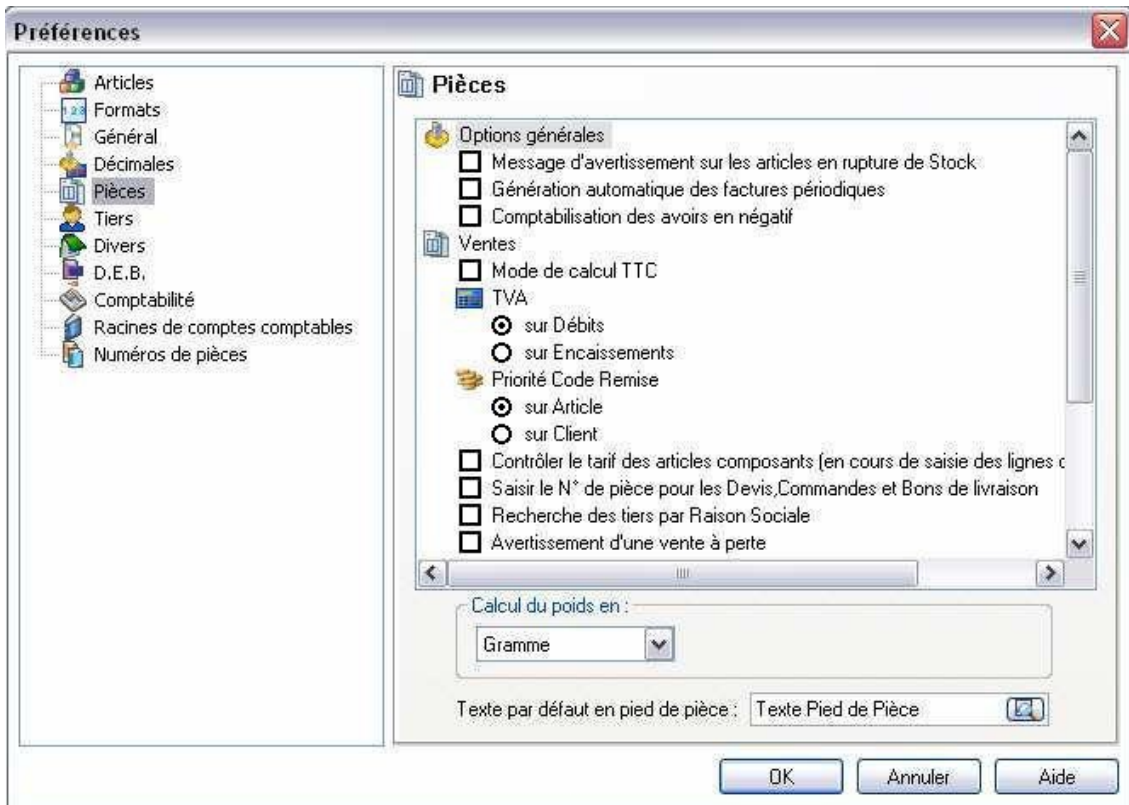 Préférences
Articles
Formats
Général
Décimales
Pièces
Tiers
Divers
D.E.B.
Comptabilité
Racines de comptes comptables
Numéros de pièces
Pièces
Options générales
Message d'avertissement sur les articles en rupture de Stock
Génération automatique des factures périodiques
Comptabilisation des avoirs en négatif
Ventes
Mode de calcul TTC
TVA
sur Débits
sur Encaissements
Priorité Code Remise
sur Article
sur Client
Contrôler le tarif des articles composants (en cours de saisie des lignes
Saisir le N° de pièce pour les Devis,Commandes et Bons de livraison
Recherche des tiers par Raison Sociale
Avertissement d'une vente à perte
Calcul du poids en :
Gramme
Texte par défaut en pied de pièce : Texte Pied de Pièce
OK Annuler Aide